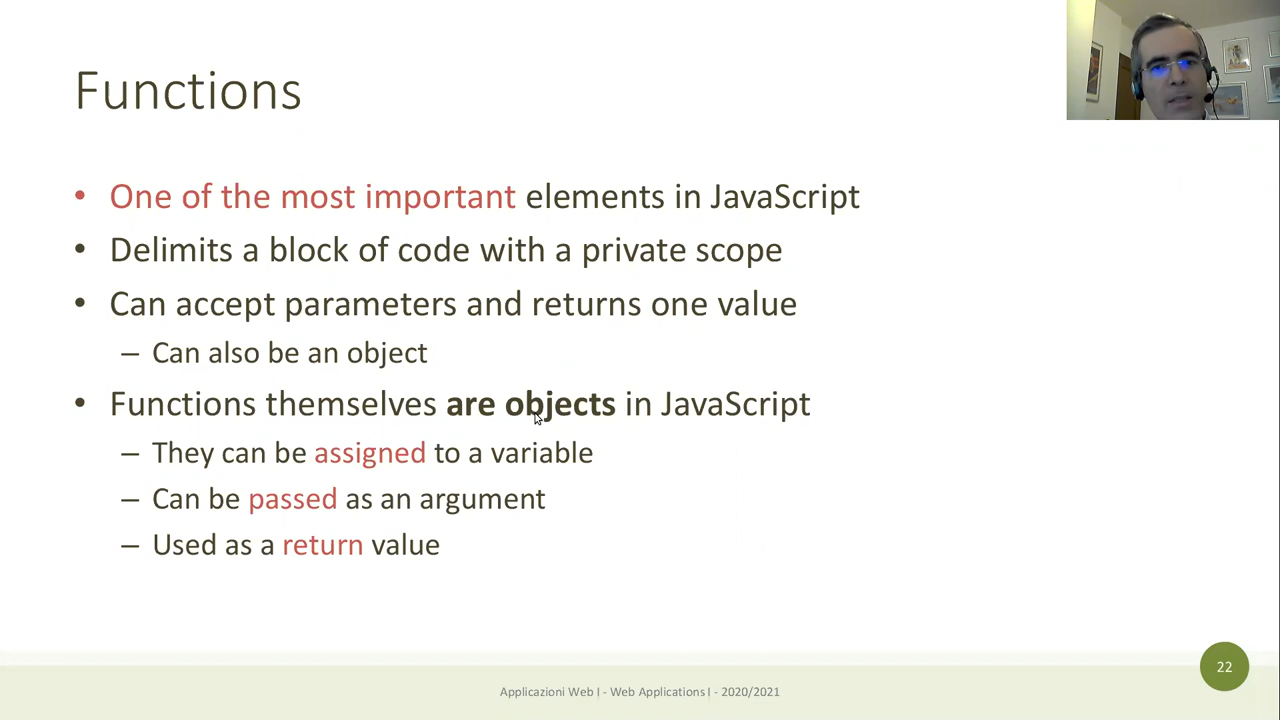 Functions
• One of the most important elements in JavaScript
• Delimits a block of code with a private scope
• Can accept parameters and returns one value
– Can also be an object
• Functions themselves are objects in JavaScript
– They can be assigned to a variable
– Can be passed as an argument
– Used as a return value
22
Applicazioni Web I - Web Applications I - 2020/2021